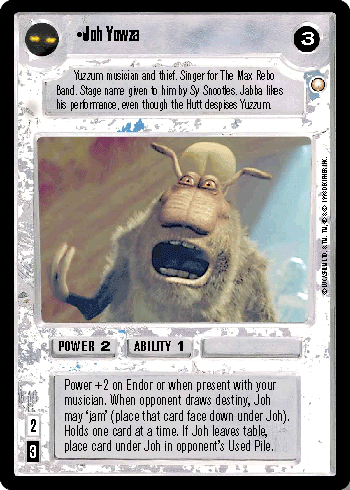 •Joh Yowza
3
Yuzzum musician and thief. Singer for The Max Rebo
Band. Stage name given to him by Sy Snootles. Jabba likes
his performance, even though the Hutt despises Yuzzum.
POWER 2 ABILITY 1
Power +2 on Endor or when present with your
musician. When opponent draws destiny, Joh
may 'jam' (place that card face down under Joh).
Holds one card at a time. If Joh leaves table,
place card under Joh in opponent's Used Pile.
2
3